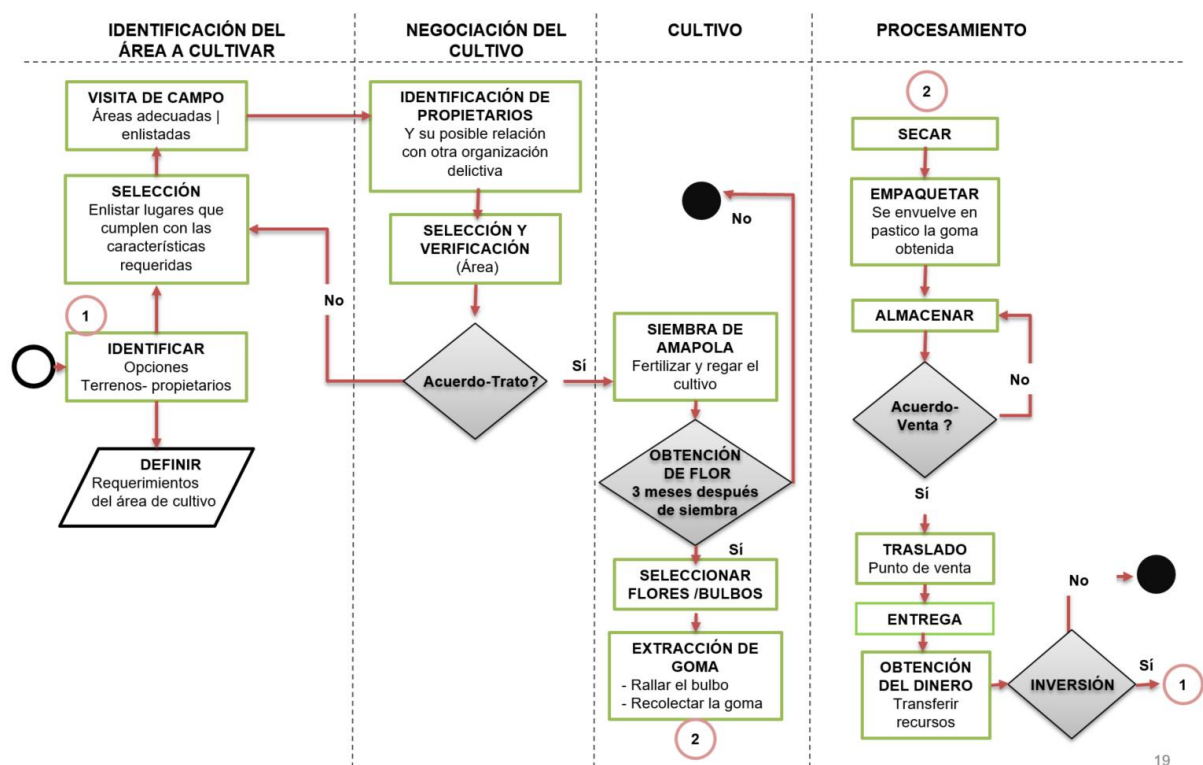 IDENTIFICACIÓN DEL
ÁREA A CULTIVAR
NEGOCIACIÓN DEL
CULTIVO
CULTIVO
PROCESAMIENTO
VISITA DE CAMPO
Áreas adecuadas |
enlistadas
SELECCIÓN
Enlistar lugares que
cumplen con las
características
requeridas
1
IDENTIFICAR
Opciones
Terrenos- propietarios
DEFINIR
Requerimientos
del área de cultivo
IDENTIFICACIÓN DE
PROPIETARIOS
Y su posible relación
con otra organización
delictiva
SELECCIÓN Y
VERIFICACIÓN
(Área)
No
Acuerdo-Trato?
Sí
No
SIEMBRA DE
AMAPOLA
Fertilizar y regar el
cultivo
OBTENCIÓN
DE FLOR
3 meses después
de siembra
Sí
SELECCIONAR
FLORES /BULBOS
EXTRACCIÓN DE
GOMA
- Rallar el bulbo
- Recolectar la goma
2
2
SECAR
EMPAQUETAR
Se envuelve en
pastico la goma
obtenida
ALMACENAR
No
Acuerdo-
Venta ?
Sí
TRASLADO
Punto de venta
ENTREGA
OBTENCIÓN
DEL DINERO
Transferir
recursos
No
INVERSIÓN
Sí
1
19